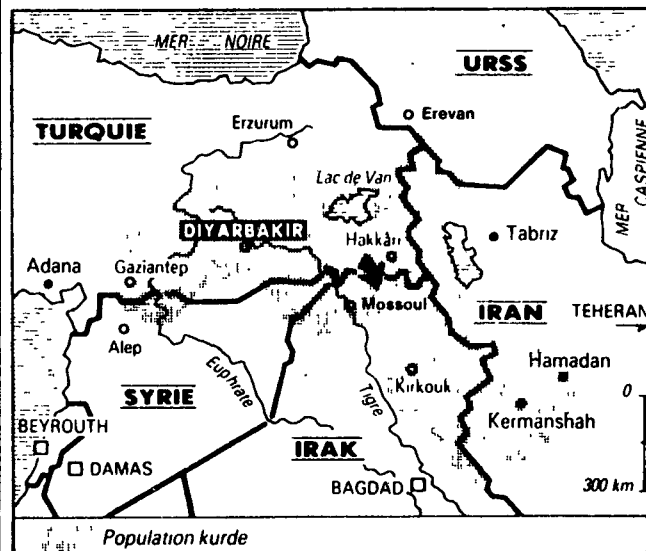 MER NOIRE
URSS
TURQUIE
Erzurum
Erevan
Lac de Van
MER CASPIENNE
DIYARBAKIR
Hakkâri
Tabriz
Adana
Gaziantep
Mossoul
IRAN
TEHERAN
Alep
Euphrate
Tigre
Kirkouk
Hamadan
SYRIE
0
Kermanshah
BEYROUTH
IRAK
DAMAS
BAGDAD
300 km
Population kurde